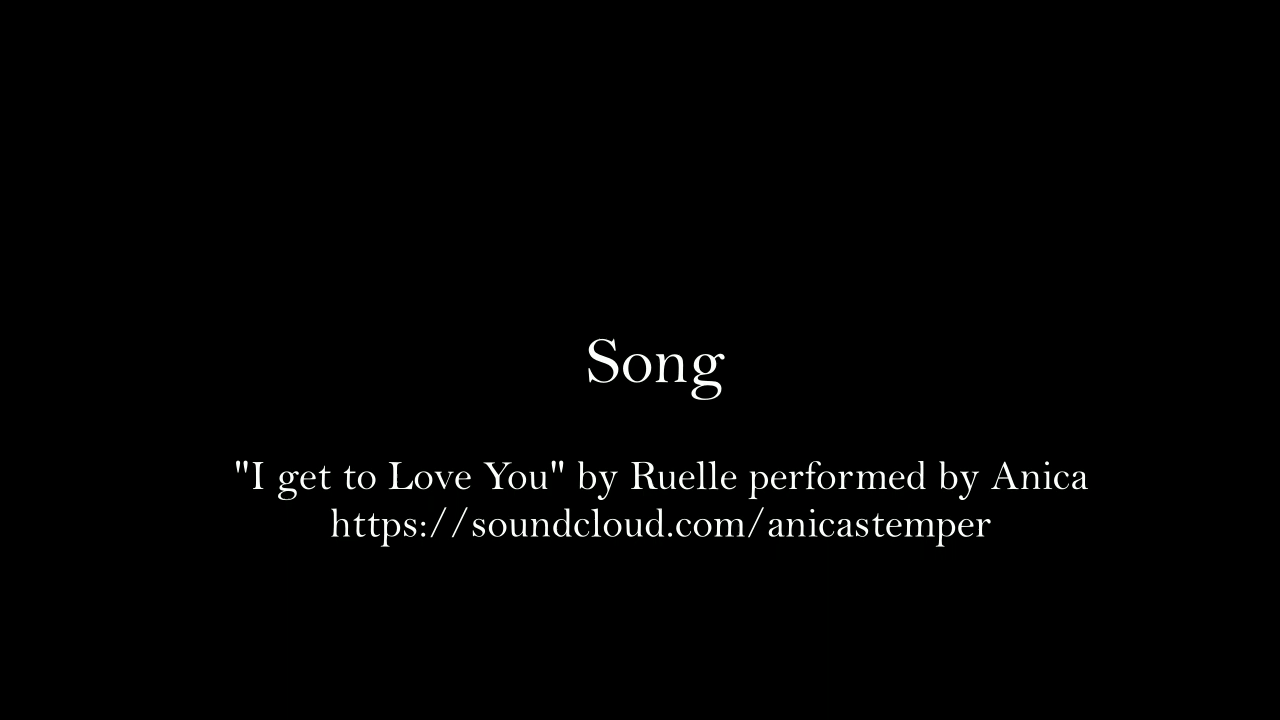 Song
"I get to Love You" by Ruelle performed by Anica
https://soundcloud.com/anicastemper